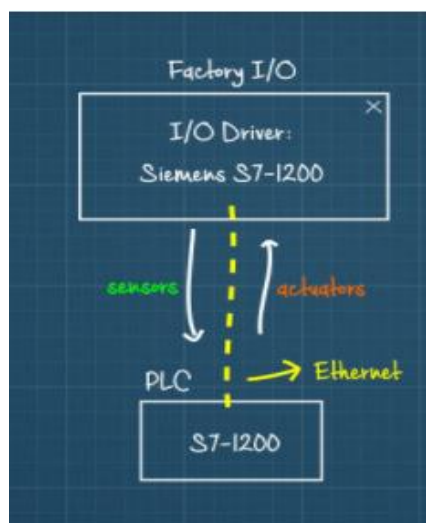 Factory I/O
I/O Driver:
Siemens S7-1200
sensors
actuators
Ethernet
PLC
S7-1200